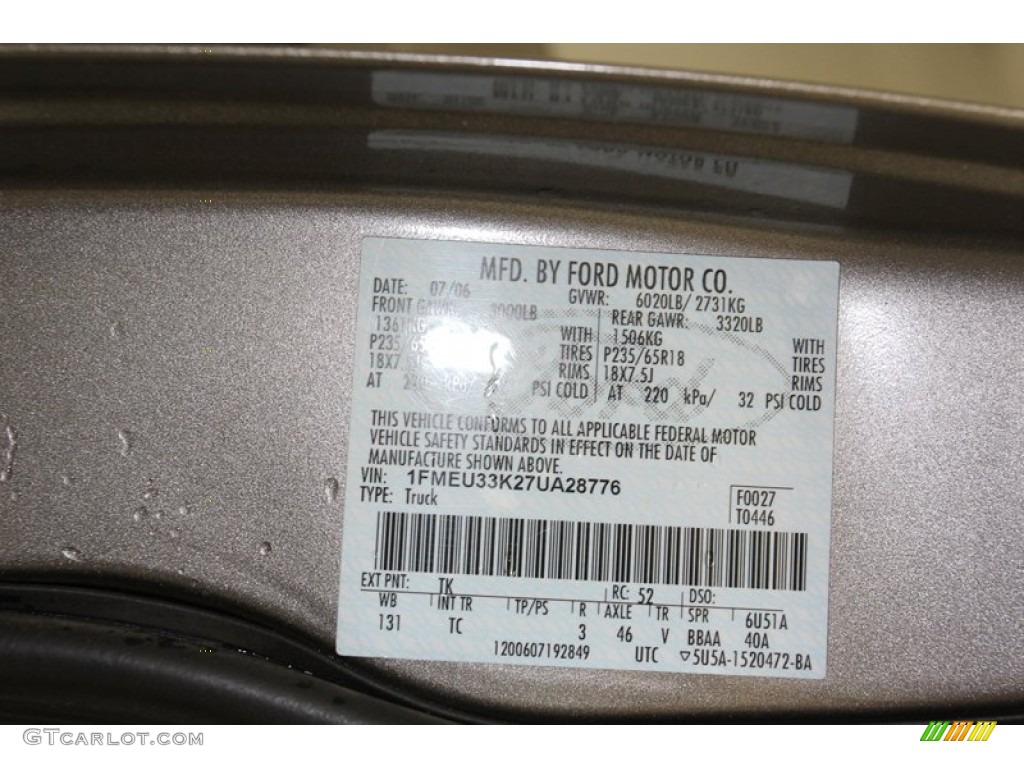 MFD. BY FORD MOTOR CO.
DATE: 07/06 GVWR: 6020LB/ 2731KG
FRONT GAWR: 3000LB REAR GAWR: 3320LB
1361KG WITH 1506KG WITH
P235 TIRES P235/65R18 TIRES
18X7. RIMS 18X7.5J RIMS
AT kPa/ PSI COLD AT 220 kPa/ 32 PSI COLD
THIS VEHICLE CONFORMS TO ALL APPLICABLE FEDERAL MOTOR
VEHICLE SAFETY STANDARDS IN EFFECT ON THE DATE OF
MANUFACTURE SHOWN ABOVE.
VIN: 1FMEU33K27UA28776
TYPE: Truck
F0027
T0446
EXT PNT: TK RC: 52 DSO:
WB INT TR TP/PS R AXLE TR SPR 6U51A
131 TC 3 46 V BBAA 40A
1200607192849 UTC ▽5U5A-1520472-BA
GTCarlot.com